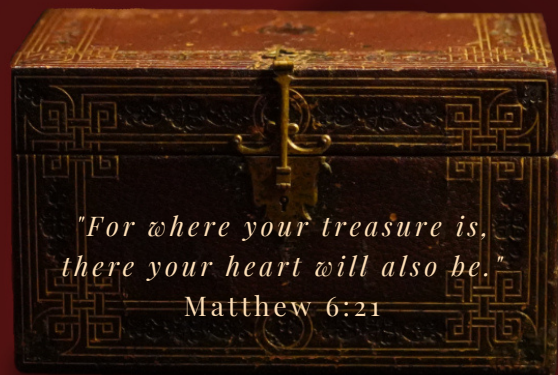 "For where your treasure is,
there your heart will also be."
Matthew 6:21